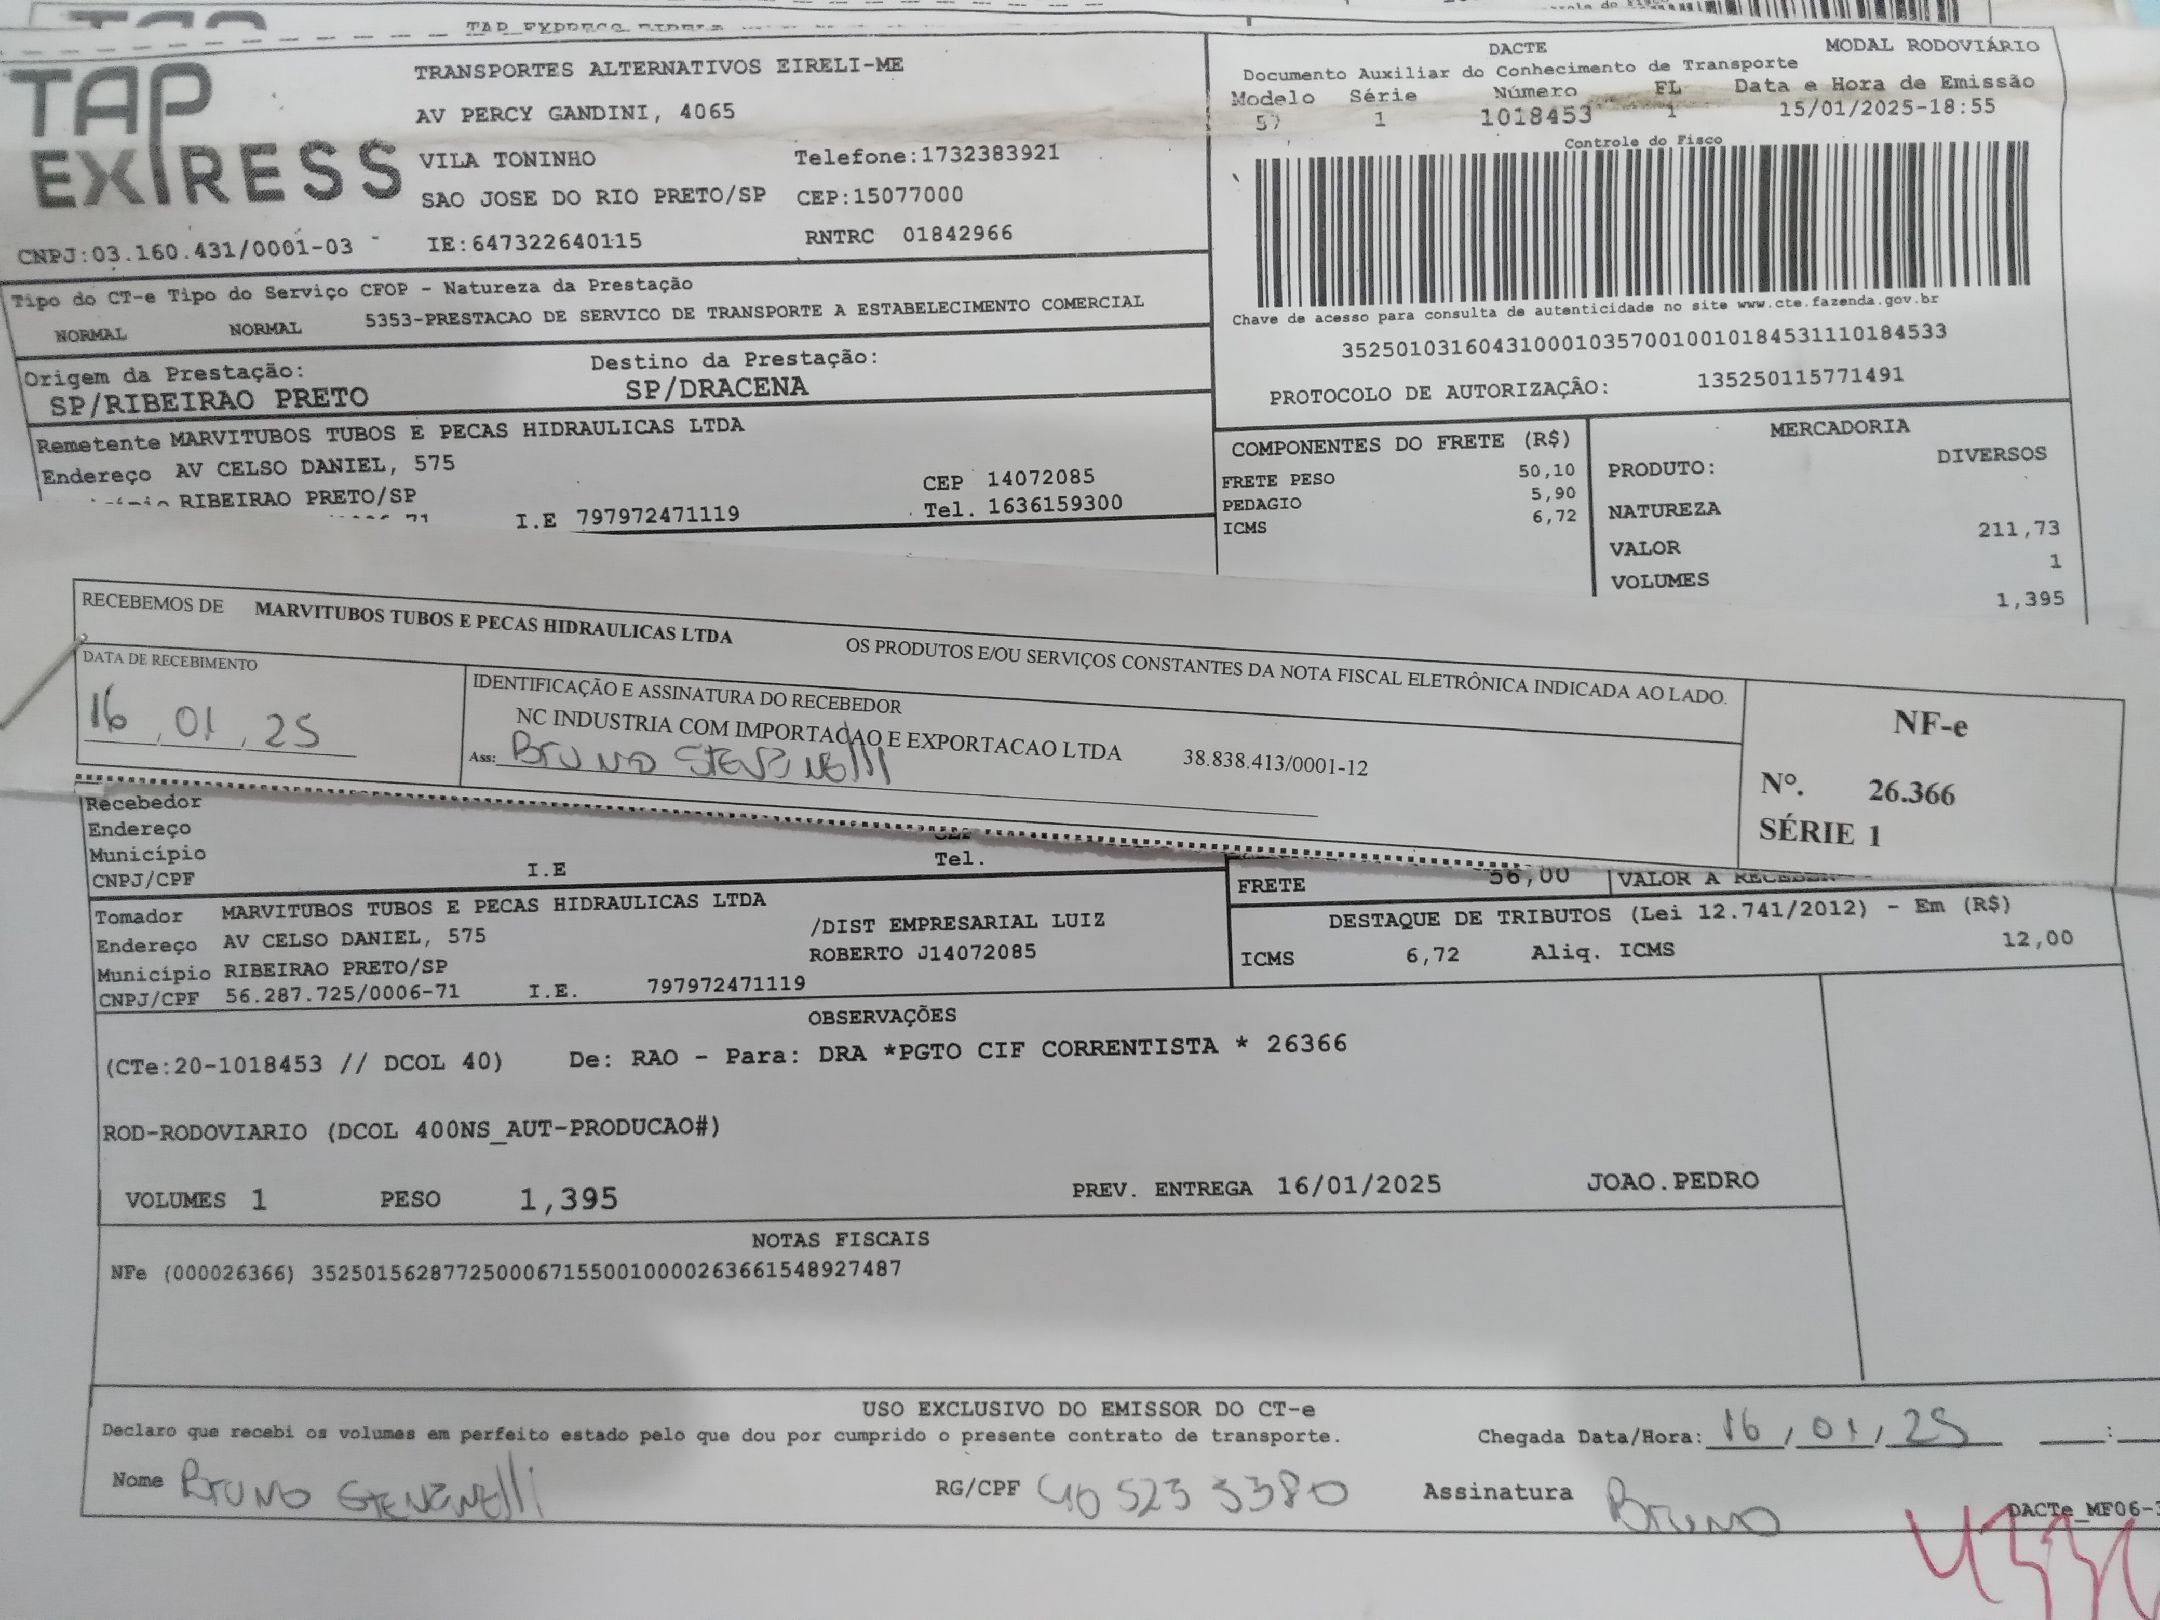 TAP EXPRESS
TRANSPORTES ALTERNATIVOS EIRELI-ME
AV PERCY GANDINI, 4065
VILA TONINHO Telefone:1732383921
SAO JOSE DO RIO PRETO/SP CEP:15077000
CNPJ:03.160.431/0001-03 IE:647322640115 RNTRC 01842966
DACTE MODAL RODOVIÁRIO
Documento Auxiliar do Conhecimento de Transporte
Modelo Série Número FL Data e Hora de Emissão
57 1 1018453 1 15/01/2025-18:55
Controle do Fisco
Chave de acesso para consulta de autenticidade no site www.cte.fazenda.gov.br
35250103160431000103570010010184531110184533
PROTOCOLO DE AUTORIZAÇÃO: 135250115771491
Tipo do CT-e Tipo do Serviço CFOP - Natureza da Prestação
NORMAL NORMAL 5353-PRESTACAO DE SERVICO DE TRANSPORTE A ESTABELECIMENTO COMERCIAL
Origem da Prestação: Destino da Prestação:
SP/RIBEIRAO PRETO SP/DRACENA
Remetente MARVITUBOS TUBOS E PECAS HIDRAULICAS LTDA
Endereço AV CELSO DANIEL, 575 CEP 14072085
RIBEIRAO PRETO/SP Tel. 1636159300
I.E 797972471119
COMPONENTES DO FRETE (R$)
FRETE PESO 50,10
PEDAGIO 5,90
ICMS 6,72
MERCADORIA
PRODUTO: DIVERSOS
NATUREZA
VALOR 211,73
VOLUMES 1
1,395
RECEBEMOS DE MARVITUBOS TUBOS E PECAS HIDRAULICAS LTDA OS PRODUTOS E/OU SERVIÇOS CONSTANTES DA NOTA FISCAL ELETRÔNICA INDICADA AO LADO.
DATA DE RECEBIMENTO
16 , 01 , 25
IDENTIFICAÇÃO E ASSINATURA DO RECEBEDOR
NC INDUSTRIA COM IMPORTACAO E EXPORTACAO LTDA 38.838.413/0001-12
Ass: Bruno Stenzinelli
NF-e
Nº. 26.366
SÉRIE 1
Recebedor
Endereço
Município Tel.
CNPJ/CPF I.E
FRETE 56,00 VALOR A
Tomador MARVITUBOS TUBOS E PECAS HIDRAULICAS LTDA
Endereço AV CELSO DANIEL, 575 /DIST EMPRESARIAL LUIZ
Município RIBEIRAO PRETO/SP ROBERTO J14072085
CNPJ/CPF 56.287.725/0006-71 I.E. 797972471119
DESTAQUE DE TRIBUTOS (Lei 12.741/2012) - Em (R$)
ICMS 6,72 Aliq. ICMS 12,00
OBSERVAÇÕES
(CTe:20-1018453 // DCOL 40) De: RAO - Para: DRA *PGTO CIF CORRENTISTA * 26366
ROD-RODOVIARIO (DCOL 400NS_AUT-PRODUCAO#)
VOLUMES 1 PESO 1,395 PREV. ENTREGA 16/01/2025 JOAO.PEDRO
NOTAS FISCAIS
NFe (000026366) 35250156287725000671550010000263661548927487
USO EXCLUSIVO DO EMISSOR DO CT-e
Declaro que recebi os volumes em perfeito estado pelo que dou por cumprido o presente contrato de transporte. Chegada Data/Hora: 16 , 01 , 25 :
Nome Bruno RG/CPF 40 523 3380 Assinatura Bruno
DACTe_MF06-